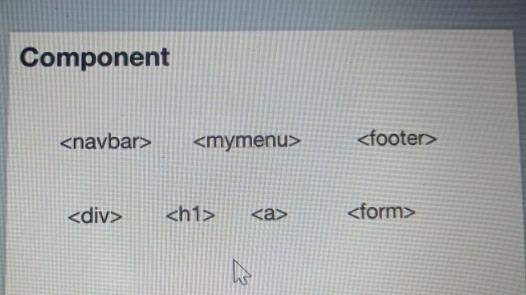 Component
<navbar> <mymenu> <footer>
<div> <h1> <a> <form>